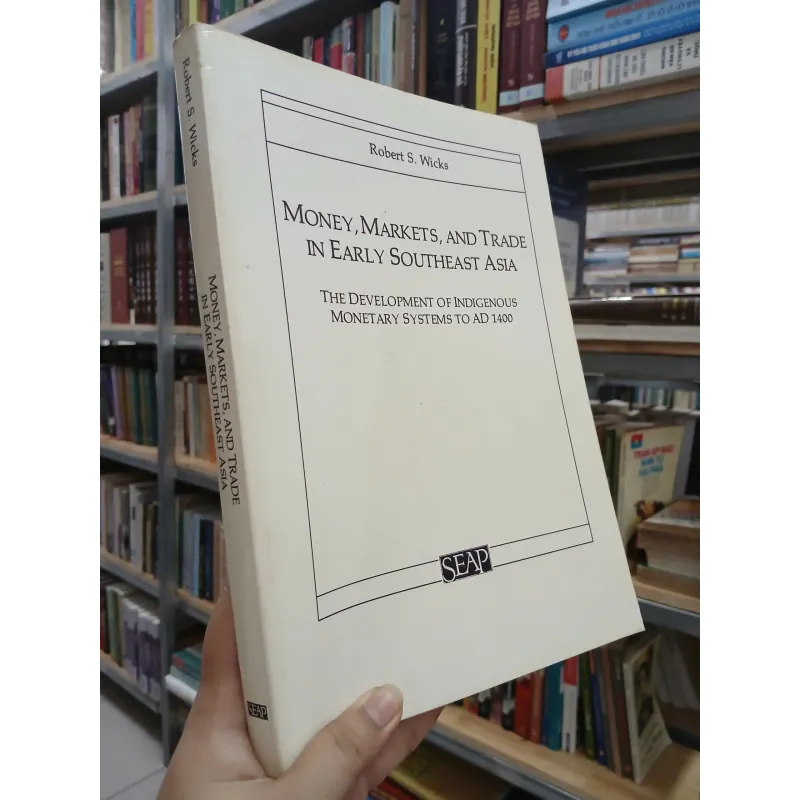 Robert S. Wicks
MONEY, MARKETS, AND TRADE
IN EARLY SOUTHEAST ASIA
THE DEVELOPMENT OF INDIGENOUS
MONETARY SYSTEMS TO AD 1400
SEAP
Robert S. Wicks
MONEY, MARKETS, AND TRADE
IN EARLY SOUTHEAST ASIA
SEAP